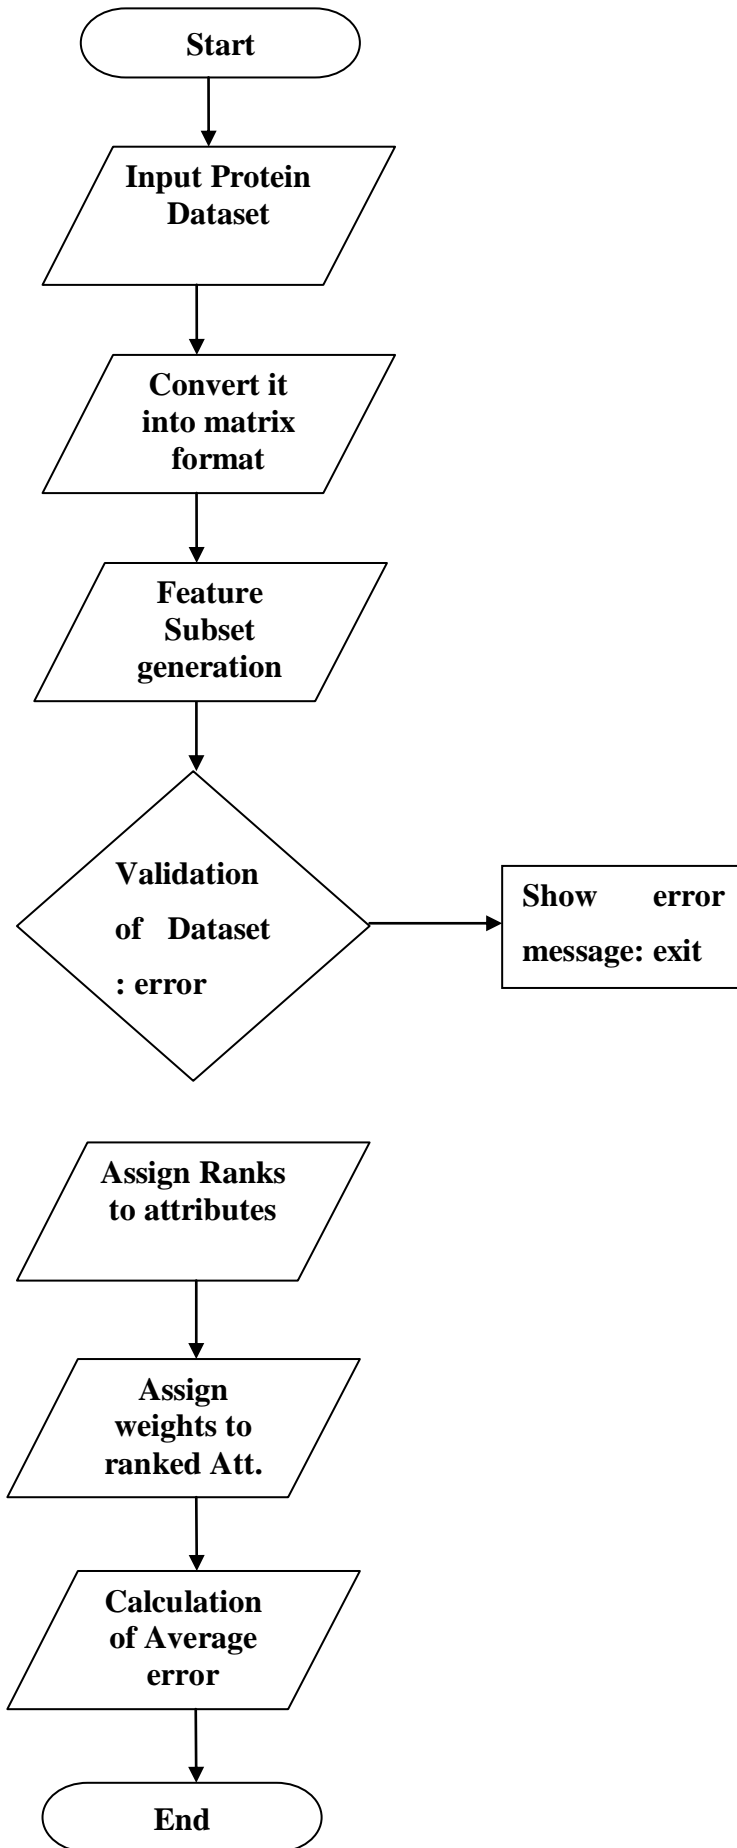 Start
Input Protein
Dataset
Convert it
into matrix
format
Feature
Subset
generation
Validation
of Dataset
: error
Show error
message: exit
Assign Ranks
to attributes
Assign
weights to
ranked Att.
Calculation
of Average
error
End